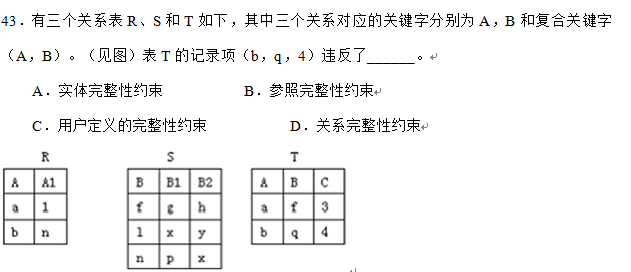 43．有三个关系表 R、S 和 T 如下，其中三个关系对应的关键字分别为 A，B 和复合关键字
（A，B）。（见图）表 T 的记录项（b，q，4）违反了______。
A．实体完整性约束 B．参照完整性约束
C．用户定义的完整性约束 D．关系完整性约束
R S T
A A1 B B1 B2 A B C
a 1 f g h a f 3
b n l x y b q 4
n p x